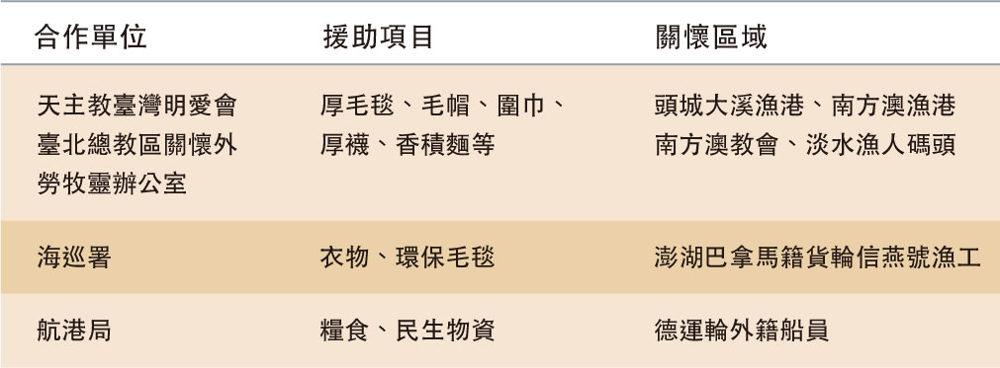 合作單位 援助項目 關懷區域
天主教臺灣明愛會 厚毛毯、毛帽、圍巾、 頭城大溪漁港、南方澳漁港
臺北總教區關懷外 厚襪、香積麵等 南方澳教會、淡水漁人碼頭
勞牧靈辦公室
海巡署 衣物、環保毛毯 澎湖巴拿馬籍貨輪信燕號漁工
航港局 糧食、民生物資 德運輪外籍船員